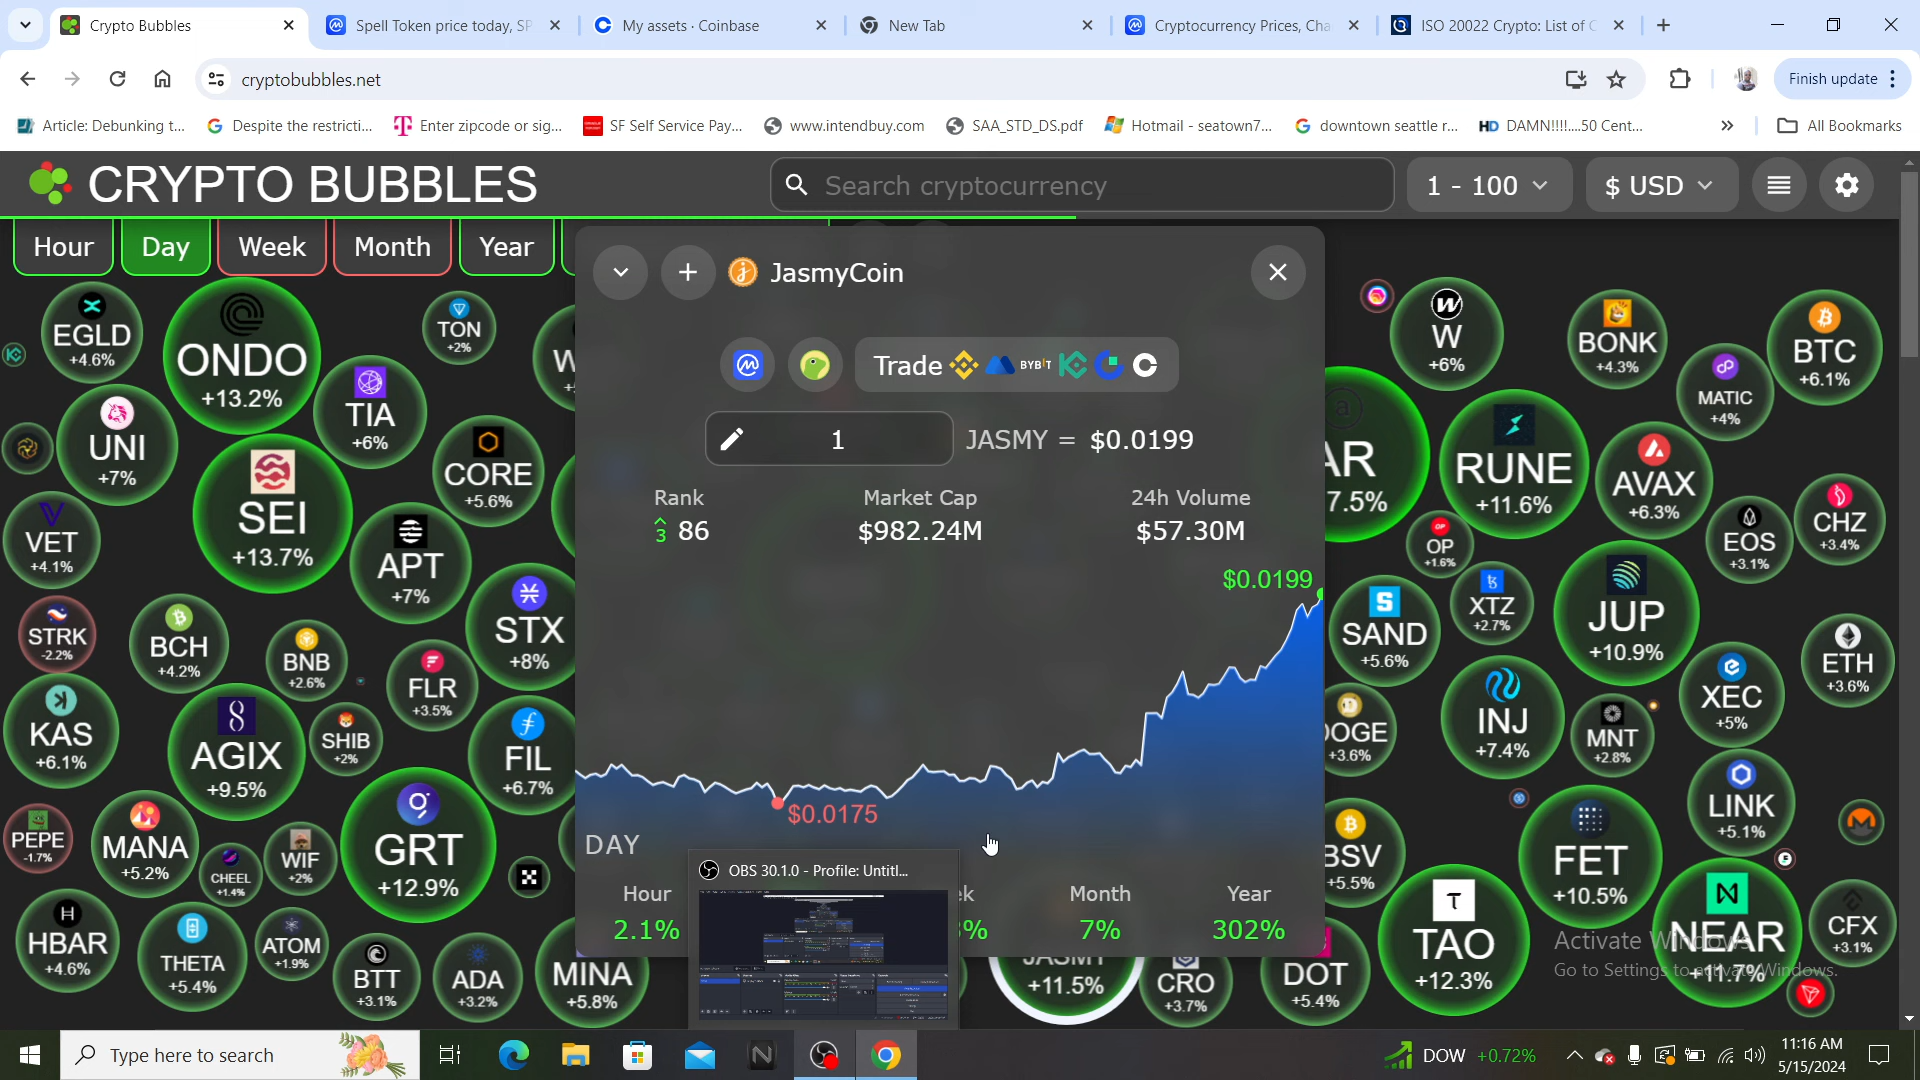 Crypto Bubbles
Spell Token price today, SP
My assets · Coinbase
New Tab
Cryptocurrency Prices, Cha
ISO 20022 Crypto: List of C
cryptobubbles.net
Finish update
Article: Debunking t...
Despite the restricti...
Enter zipcode or sig...
SF Self Service Pay...
www.intendbuy.com
SAA_STD_DS.pdf
Hotmail - seatown7...
downtown seattle r...
HD DAMN!!!!....50 Cent...
All Bookmarks
CRYPTO BUBBLES
Search cryptocurrency
1 - 100
$ USD
Hour
Day
Week
Month
Year
JasmyCoin
Trade
BYBIT
1
JASMY = $0.0199
Rank
3 86
Market Cap
$982.24M
24h Volume
$57.30M
$0.0199
$0.0175
DAY
Hour
2.1%
ek
3%
Month
7%
Year
302%
OBS 30.1.0 - Profile: Untitl...
EGLD
+4.6%
ONDO
+13.2%
TON
+2%
UNI
+7%
TIA
+6%
CORE
+5.6%
SEI
+13.7%
VET
+4.1%
APT
+7%
STX
+8%
STRK
-2.2%
BCH
+4.2%
BNB
+2.6%
FLR
+3.5%
KAS
+6.1%
AGIX
+9.5%
SHIB
+2%
FIL
+6.7%
PEPE
-1.7%
MANA
+5.2%
CHEEL
+1.4%
WIF
+2%
GRT
+12.9%
HBAR
+4.6%
THETA
+5.4%
ATOM
+1.9%
BTT
+3.1%
ADA
+3.2%
MINA
+5.8%
JASMY
+11.5%
CRO
+3.7%
DOT
+5.4%
W
+6%
BONK
+4.3%
BTC
+6.1%
MATIC
+4%
AR
7.5%
RUNE
+11.6%
AVAX
+6.3%
OP
+1.6%
EOS
+3.1%
CHZ
+3.4%
SAND
+5.6%
XTZ
+2.7%
JUP
+10.9%
ETH
+3.6%
XEC
+5%
DOGE
+3.6%
INJ
+7.4%
MNT
+2.8%
LINK
+5.1%
BSV
+5.5%
FET
+10.5%
TAO
+12.3%
NEAR
+11.7%
CFX
+3.1%
Activate Windows
Go to Settings to activate Windows.
Type here to search
DOW +0.72%
11:16 AM
5/15/2024